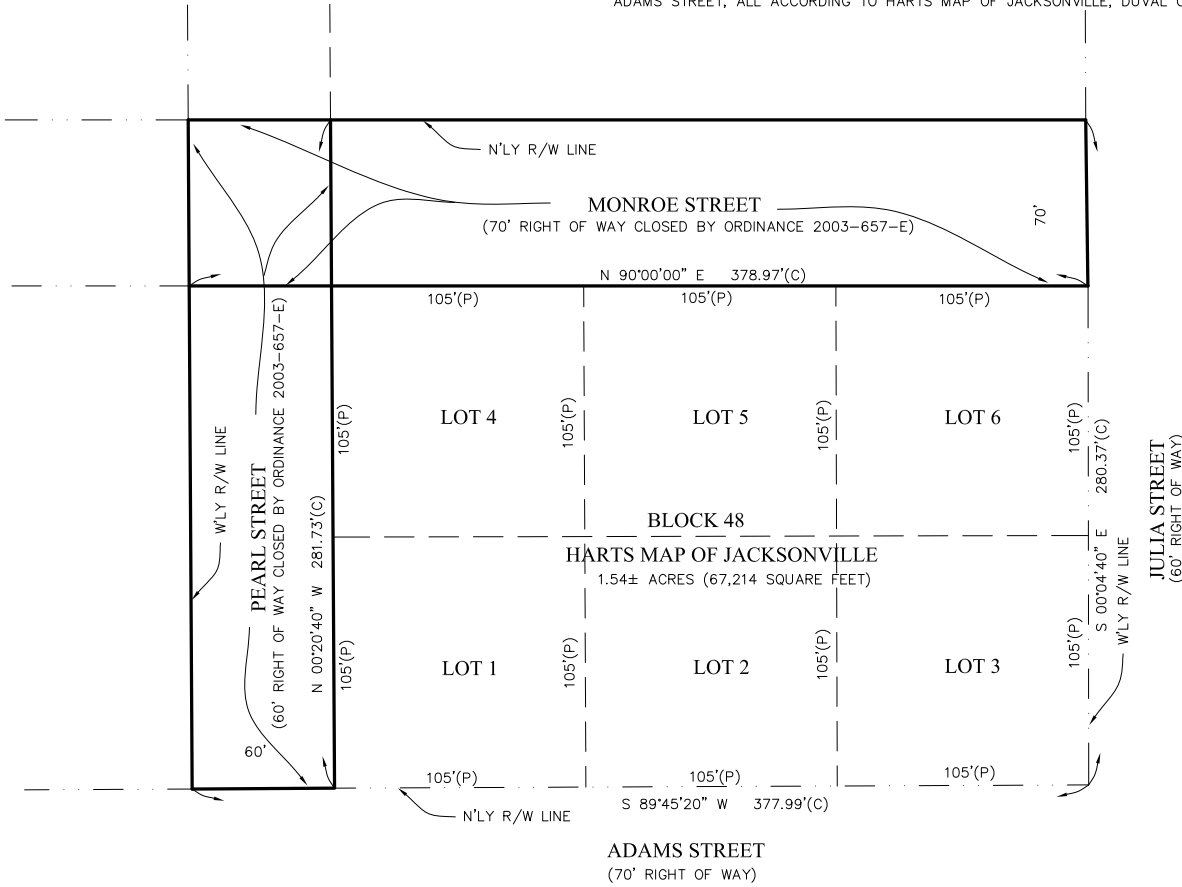 ADAMS STREET, ALL ACCORDING TO HARTS MAP OF JACKSONVILLE, DUVAL
N'LY R/W LINE
MONROE STREET
(70' RIGHT OF WAY CLOSED BY ORDINANCE 2003-657-E)
70'
N 90°00'00" E 378.97'(C)
105'(P)
105'(P)
105'(P)
W'LY R/W LINE
PEARL STREET
(60' RIGHT OF WAY CLOSED BY ORDINANCE 2003-657-E)
N 00°20'40" W 281.73'(C)
60'
105'(P)
LOT 4
105'(P)
LOT 5
105'(P)
LOT 6
105'(P)
BLOCK 48
HARTS MAP OF JACKSONVILLE
1.54± ACRES (67,214 SQUARE FEET)
105'(P)
LOT 1
105'(P)
LOT 2
105'(P)
LOT 3
105'(P)
S 00°04'40" E 280.37'(C)
W'LY R/W LINE
JULIA STREET
(60' RIGHT OF WAY)
105'(P)
105'(P)
105'(P)
S 89°45'20" W 377.99'(C)
N'LY R/W LINE
ADAMS STREET
(70' RIGHT OF WAY)